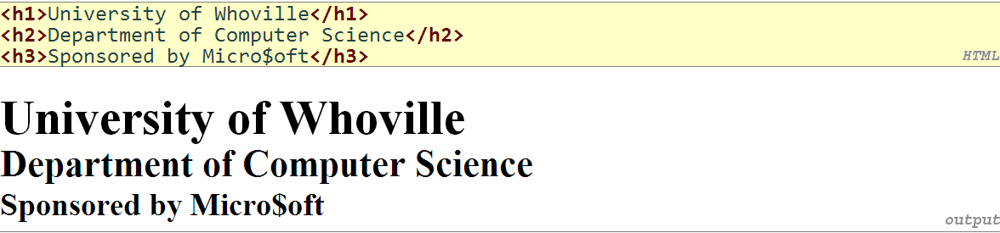 <h1>University of Whoville</h1>
<h2>Department of Computer Science</h2>
<h3>Sponsored by Micro$oft</h3>
HTML
University of Whoville
Department of Computer Science
Sponsored by Micro$oft
output